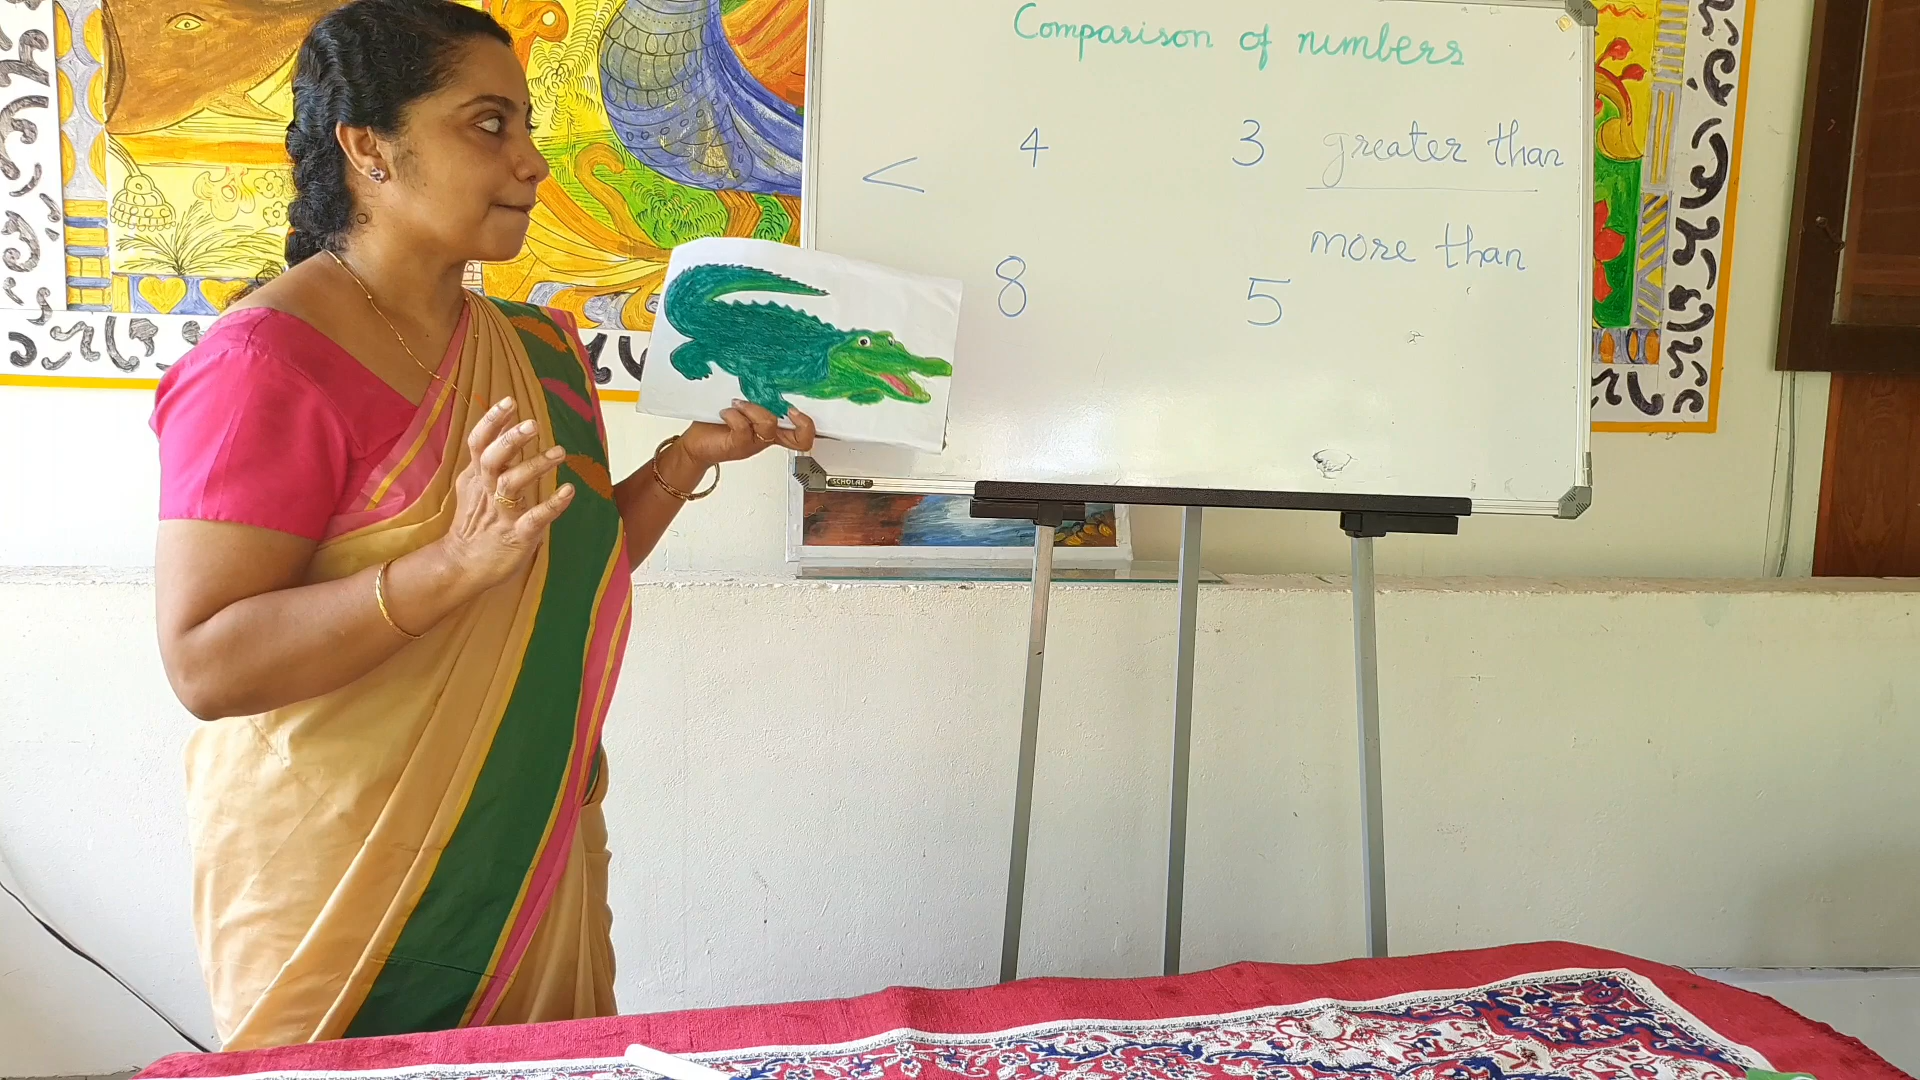 Comparison of numbers
< 4 3 greater than
more than
8 5
SCHOLAR